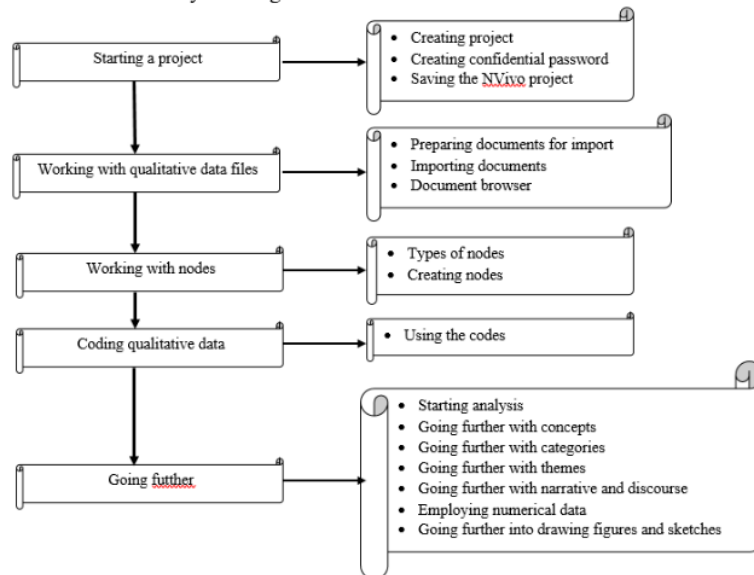 Starting a project
• Creating project
• Creating confidential password
• Saving the NVivo project
Working with qualitative data files
• Preparing documents for import
• Importing documents
• Document browser
Working with nodes
• Types of nodes
• Creating nodes
Coding qualitative data
• Using the codes
Going futther
• Starting analysis
• Going further with concepts
• Going further with categories
• Going further with themes
• Going further with narrative and discourse
• Employing numerical data
• Going further into drawing figures and sketches